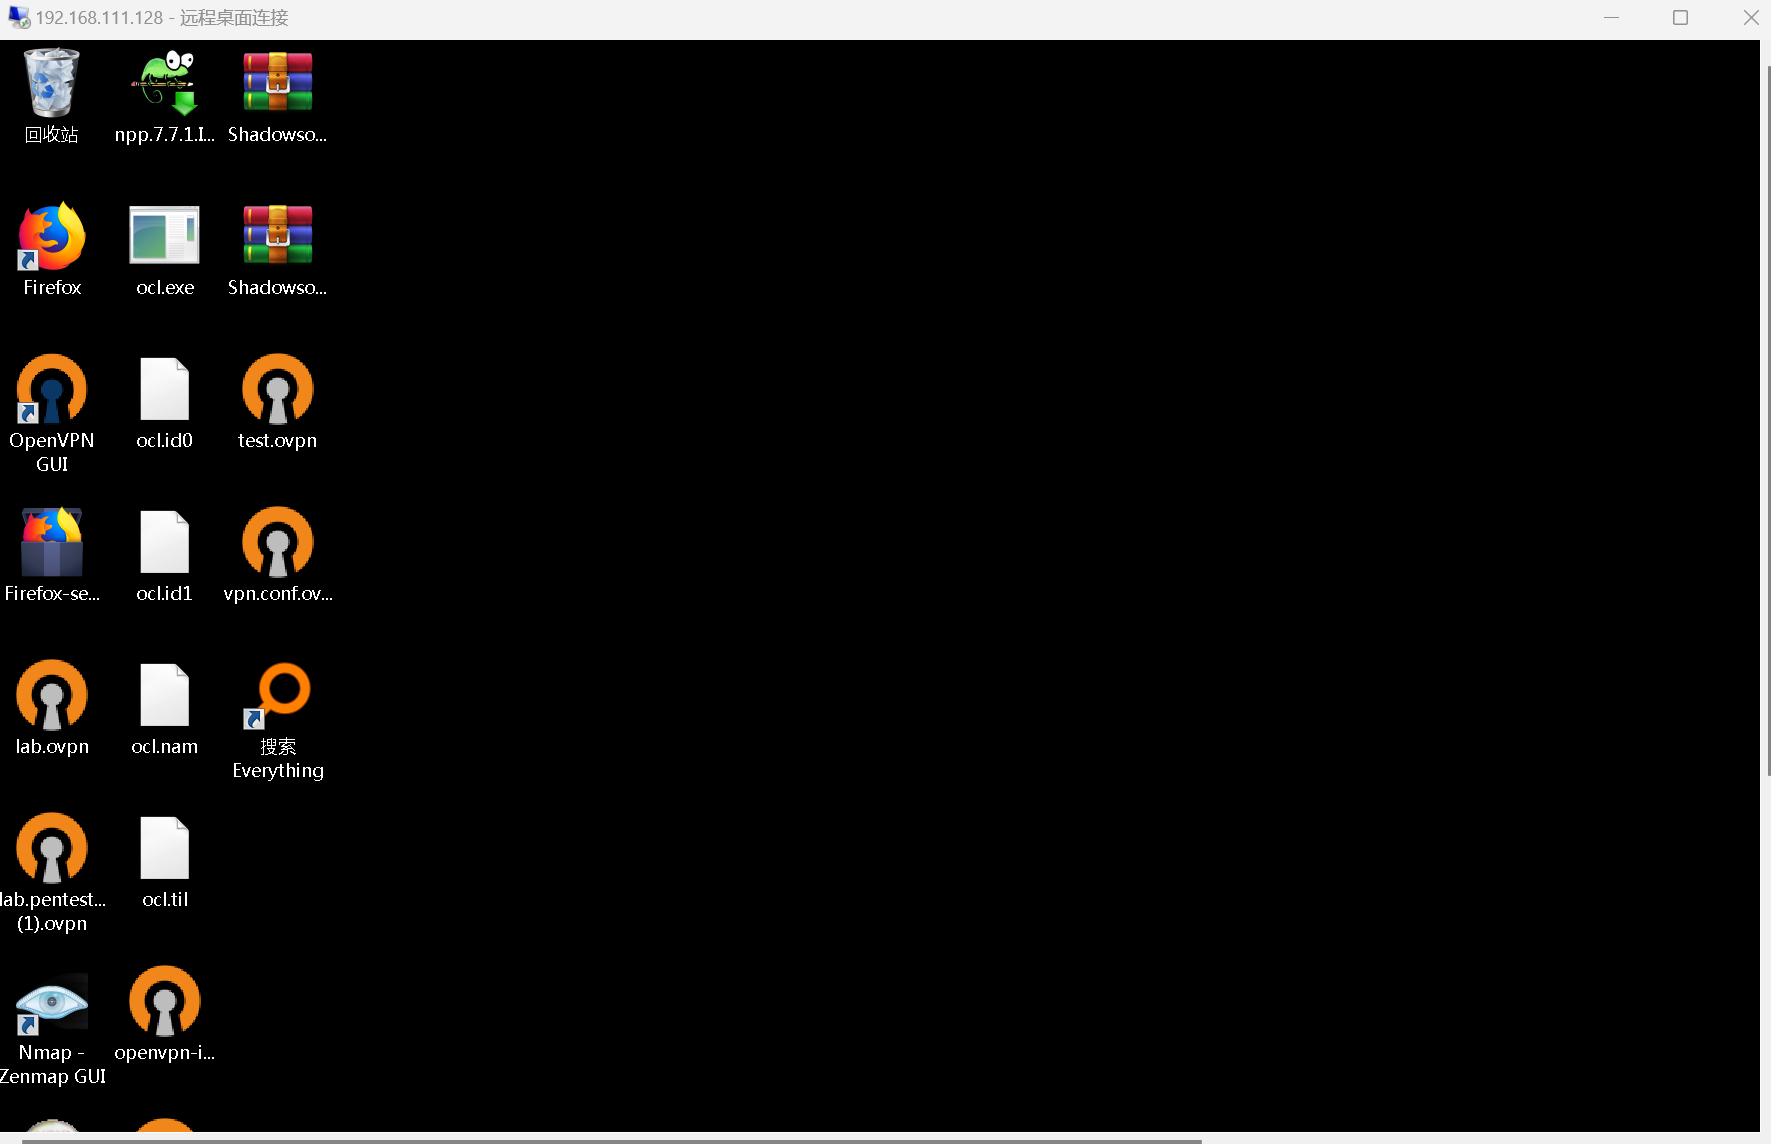 192.168.111.128 - 远程桌面连接
回收站
npp.7.7.1.I...
Shadowso...
Firefox
ocl.exe
Shadowso...
OpenVPN
GUI
ocl.id0
test.ovpn
Firefox-se...
ocl.id1
vpn.conf.ov...
lab.ovpn
ocl.nam
搜索
Everything
lab.pentest...
(1).ovpn
ocl.til
Nmap -
Zenmap GUI
openvpn-i...